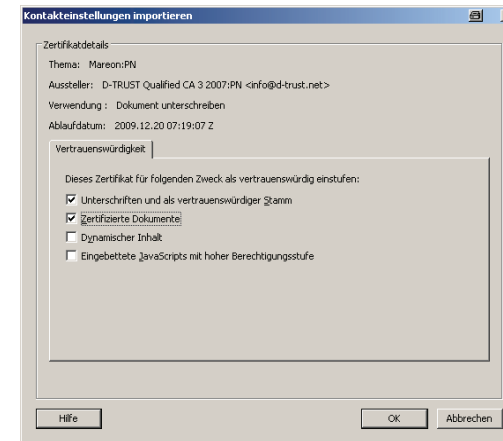 Kontakteinstellungen importieren
Zertifikatdetails
Thema: Mareon:PN
Aussteller: D-TRUST Qualified CA 3 2007:PN <info@d-trust.net>
Verwendung : Dokument unterschreiben
Ablaufdatum: 2009.12.20 07:19:07 Z
Vertrauenswürdigkeit
Dieses Zertifikat für folgenden Zweck als vertrauenswürdig einstufen:
Unterschriften und als vertrauenswürdiger Stamm
Zertifizierte Dokumente
Dynamischer Inhalt
Eingebettete JavaScripts mit hoher Berechtigungsstufe
Hilfe OK Abbrechen